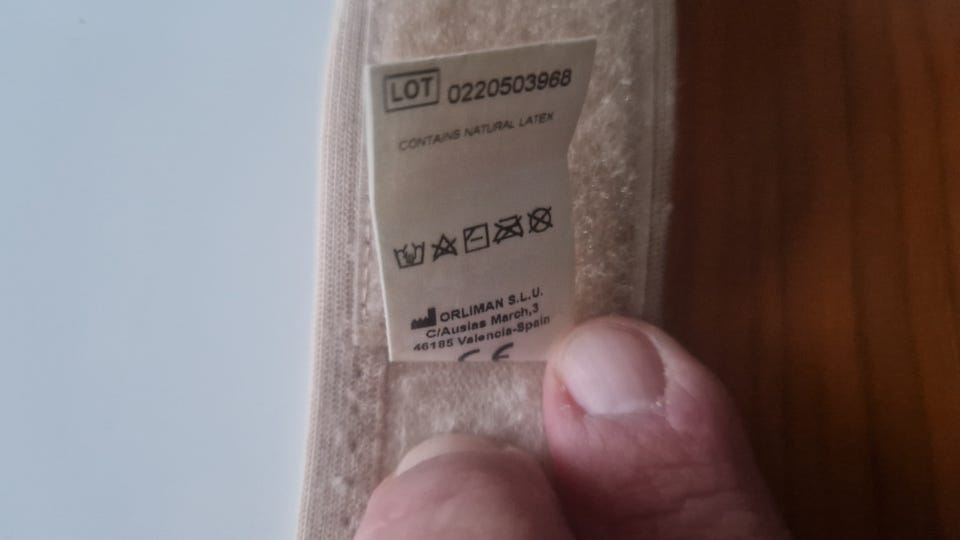 LOT 0220503968
CONTAINS NATURAL LATEX
ORLIMAN S.L.U.
C/Ausias March,3
46185 Valencia-Spain
CE